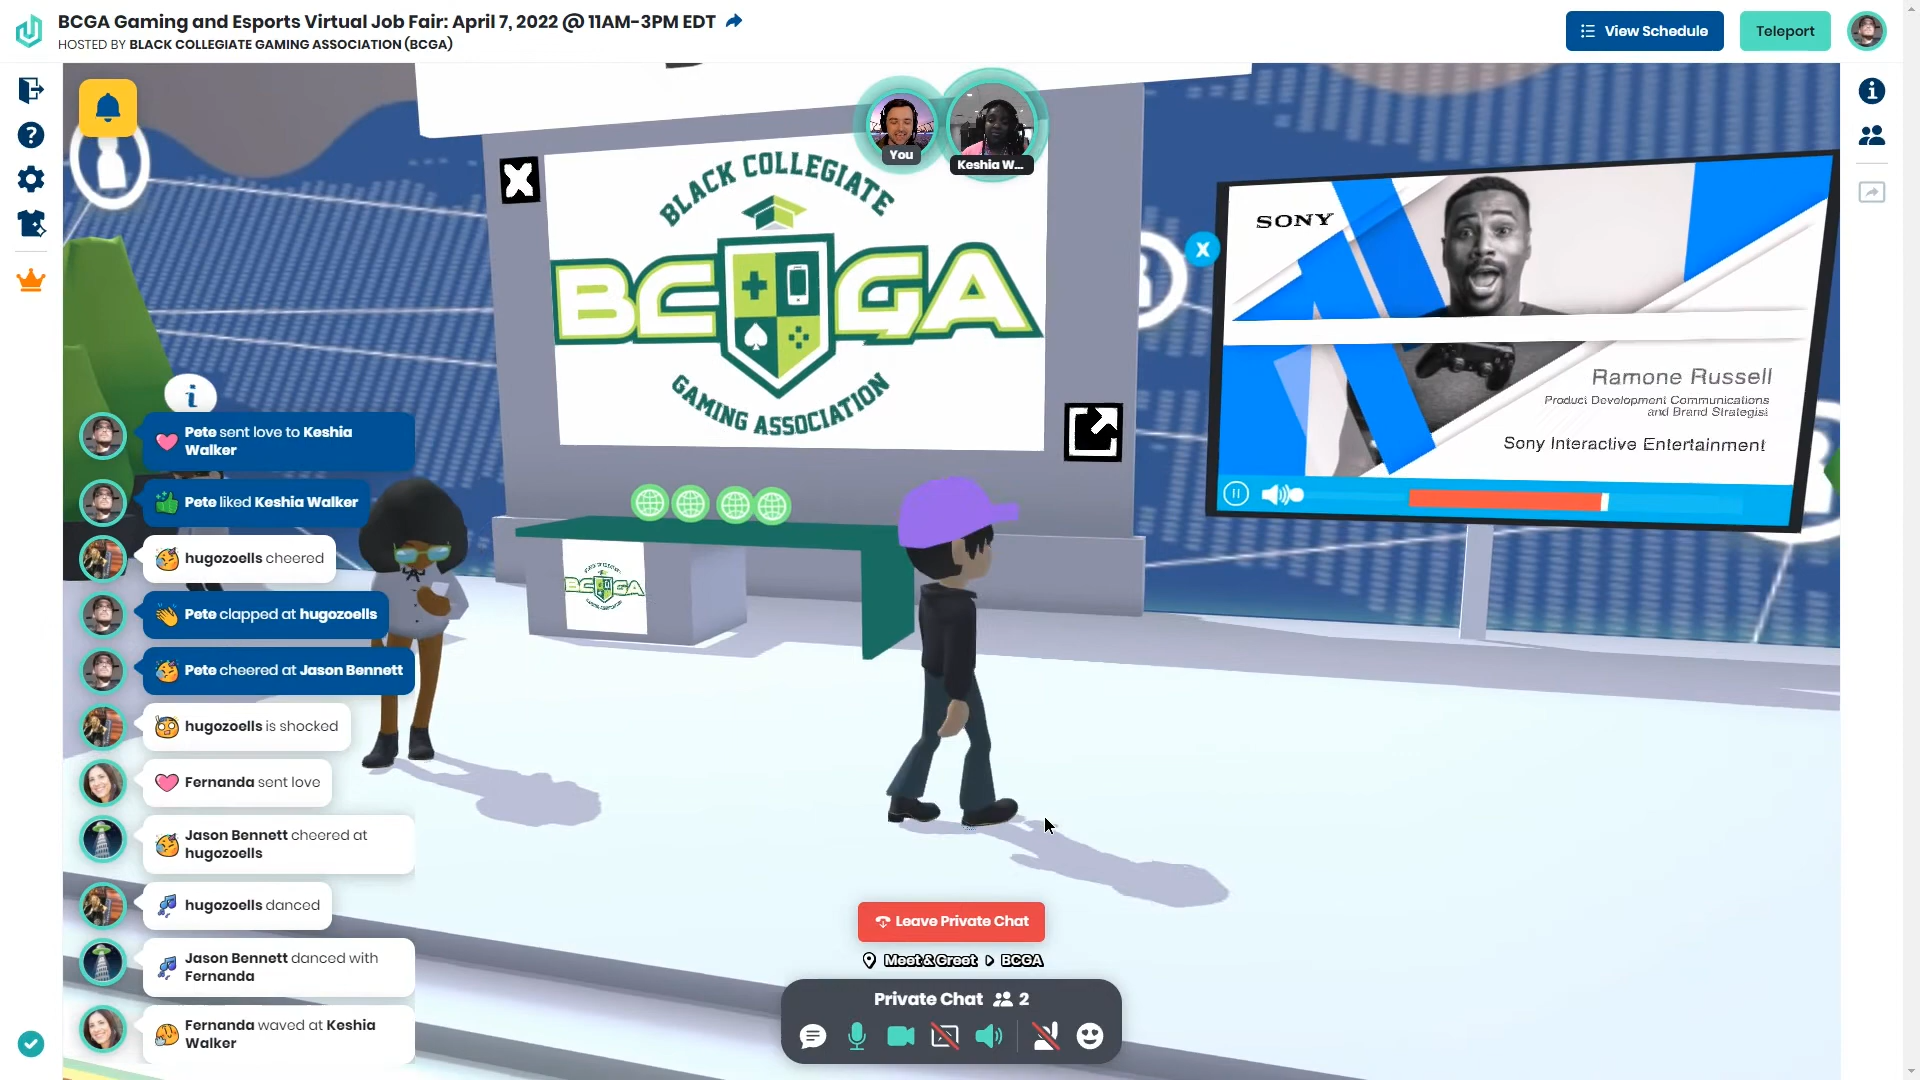 BCGA Gaming and Esports Virtual Job Fair: April 7, 2022 @ 11AM-3PM EDT
HOSTED BY BLACK COLLEGIATE GAMING ASSOCIATION (BCGA)
View Schedule
Teleport
You
Keshia W...
BLACK COLLEGIATE
BCGA
GAMING ASSOCIATION
SONY
X
Ramone Russell
Product Development Communications
and Brand Strategist
Sony Interactive Entertainment
Pete sent love to Keshia
Walker
Pete liked Keshia Walker
hugozoells cheered
Pete clapped at hugozoells
Pete cheered at Jason Bennett
hugozoells is shocked
Fernanda sent love
Jason Bennett cheered at
hugozoells
hugozoells danced
Jason Bennett danced with
Fernanda
Fernanda waved at Keshia
Walker
BCGA
Leave Private Chat
Meet & Greet BCGA
Private Chat 2